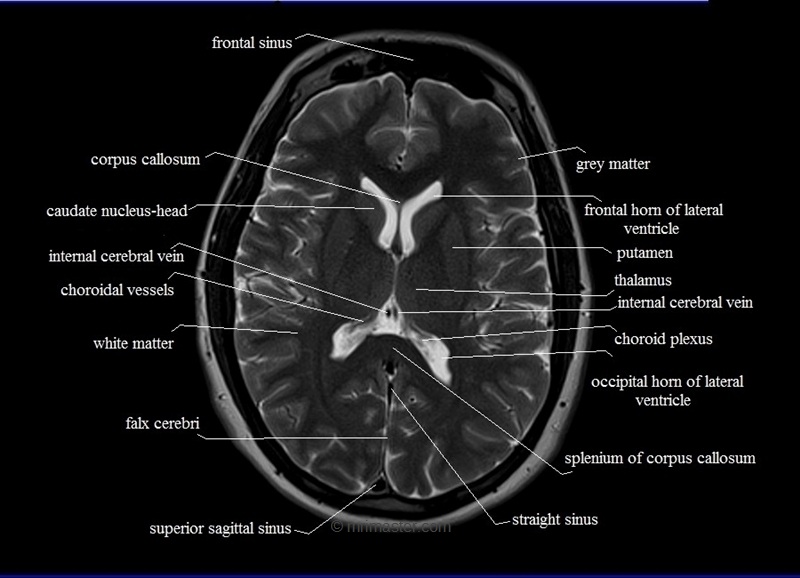 frontal sinus
corpus callosum
grey matter
caudate nucleus-head
frontal horn of lateral
ventricle
internal cerebral vein
putamen
choroidal vessels
thalamus
internal cerebral vein
white matter
choroid plexus
occipital horn of lateral
ventricle
falx cerebri
splenium of corpus callosum
superior sagittal sinus
© mrimaster.com
straight sinus